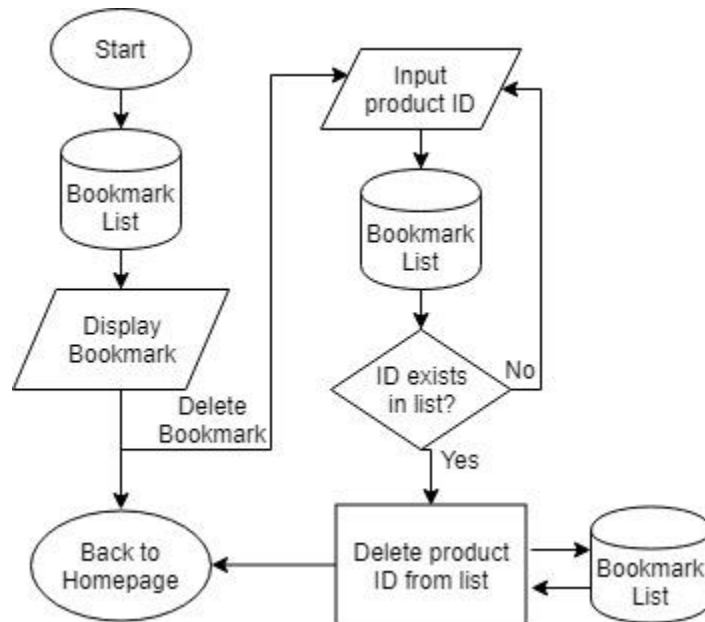 Start
Bookmark
List
Display
Bookmark
Delete
Bookmark
Back to
Homepage
Input
product ID
Bookmark
List
ID exists
in list?
No
Yes
Delete product
ID from list
Bookmark
List